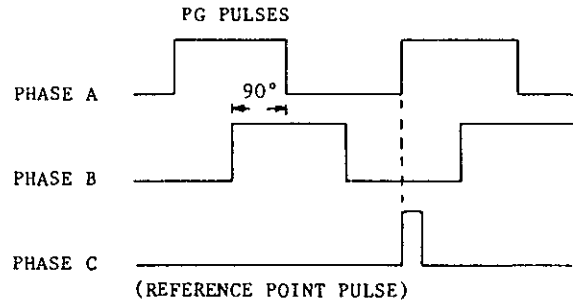 PG PULSES
PHASE A
90°
PHASE B
PHASE C
(REFERENCE POINT PULSE)